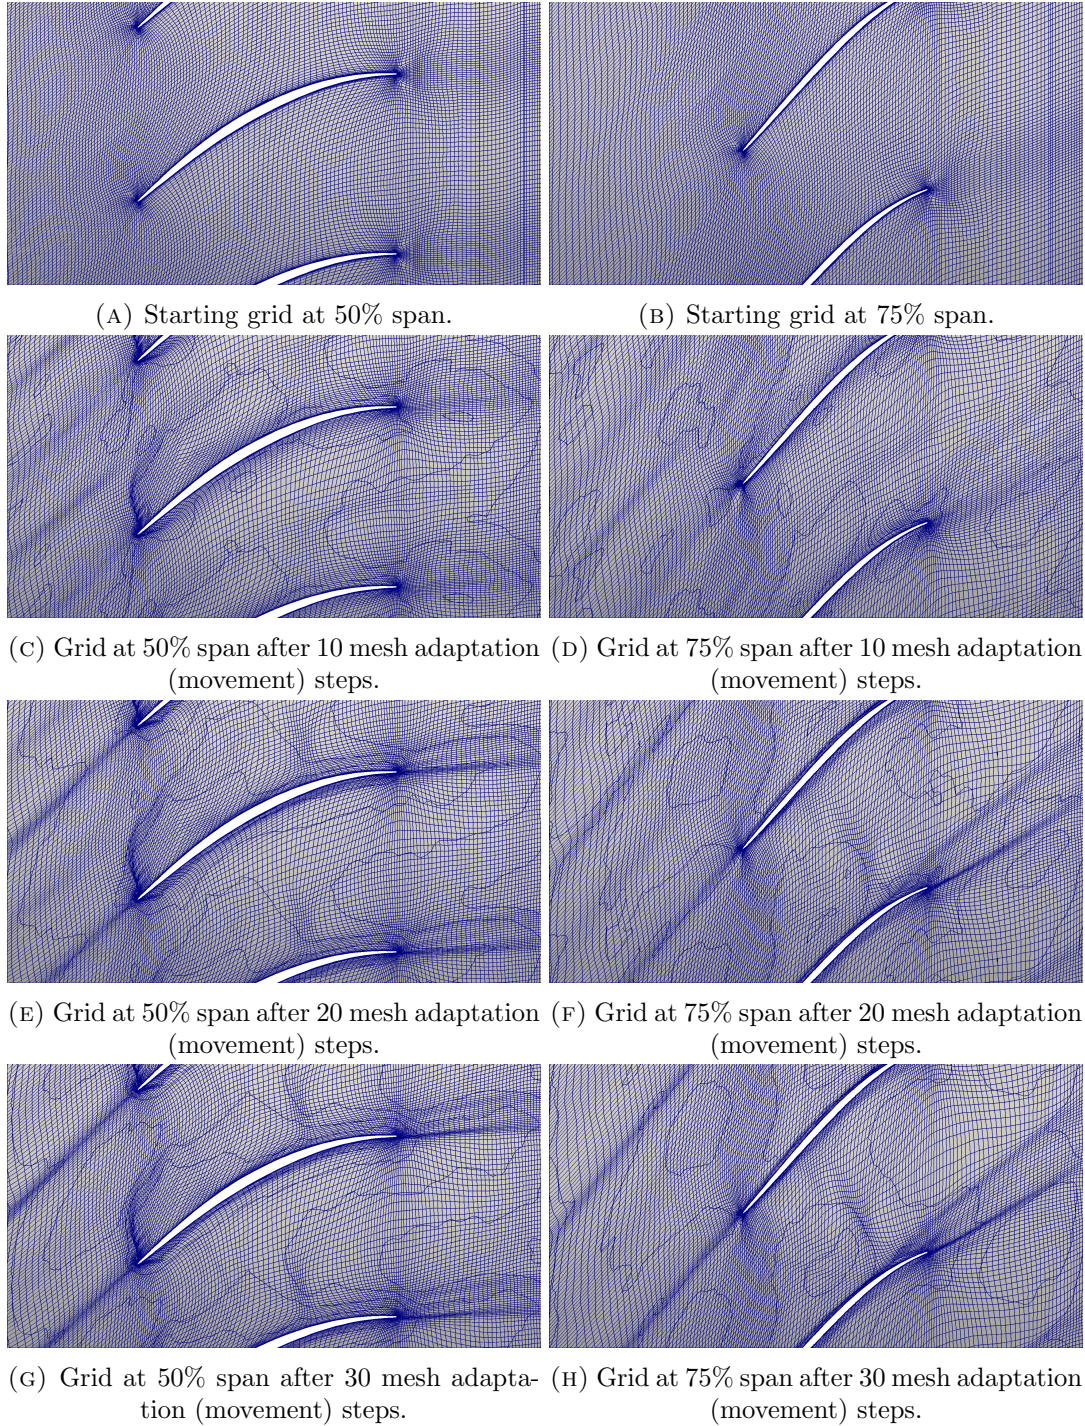 (A) Starting grid at 50% span.
(B) Starting grid at 75% span.
(C) Grid at 50% span after 10 mesh adaptation
(movement) steps.
(D) Grid at 75% span after 10 mesh adaptation
(movement) steps.
(E) Grid at 50% span after 20 mesh adaptation
(movement) steps.
(F) Grid at 75% span after 20 mesh adaptation
(movement) steps.
(G) Grid at 50% span after 30 mesh adapta-
tion (movement) steps.
(H) Grid at 75% span after 30 mesh adaptation
(movement) steps.